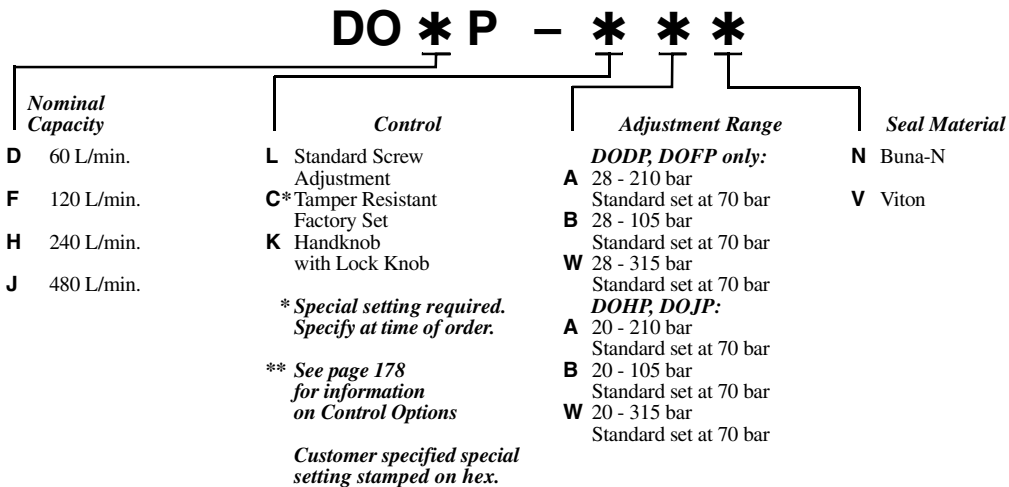 DO ✱ P – ✱ ✱ ✱
Nominal
Capacity
D 60 L/min.
F 120 L/min.
H 240 L/min.
J 480 L/min.
Control
L Standard Screw
Adjustment
C* Tamper Resistant
Factory Set
K Handknob
with Lock Knob
* Special setting required.
Specify at time of order.
** See page 178
for information
on Control Options
Customer specified special
setting stamped on hex.
Adjustment Range
DODP, DOFP only:
A 28 - 210 bar
Standard set at 70 bar
B 28 - 105 bar
Standard set at 70 bar
W 28 - 315 bar
Standard set at 70 bar
DOHP, DOJP:
A 20 - 210 bar
Standard set at 70 bar
B 20 - 105 bar
Standard set at 70 bar
W 20 - 315 bar
Standard set at 70 bar
Seal Material
N Buna-N
V Viton